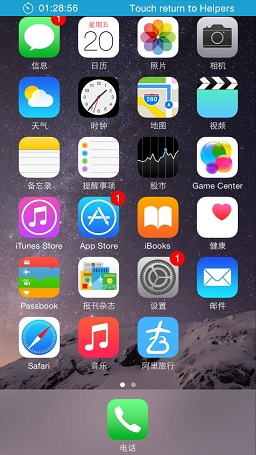 01:28:56 Touch return to Helpers
1
星期五
20
280
信息 日历 照片 相机
天气 时钟 地图 视频
备忘录 提醒事项 股市 Game Center
1
iTunes Store App Store iBooks 健康
1
Passbook 报刊杂志 设置 邮件
Safari 音乐 阿里旅行
电话